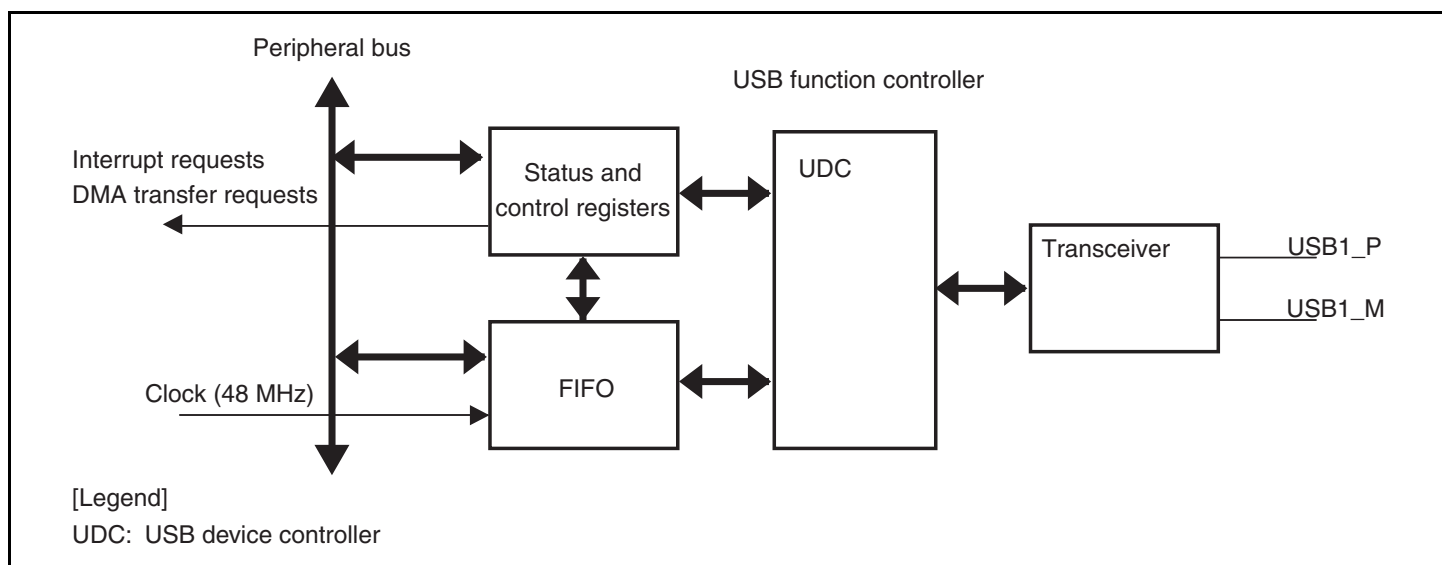 Peripheral bus
USB function controller
Interrupt requests
DMA transfer requests
Status and
control registers
UDC
Transceiver
USB1_P
USB1_M
Clock (48 MHz)
FIFO
[Legend]
UDC: USB device controller